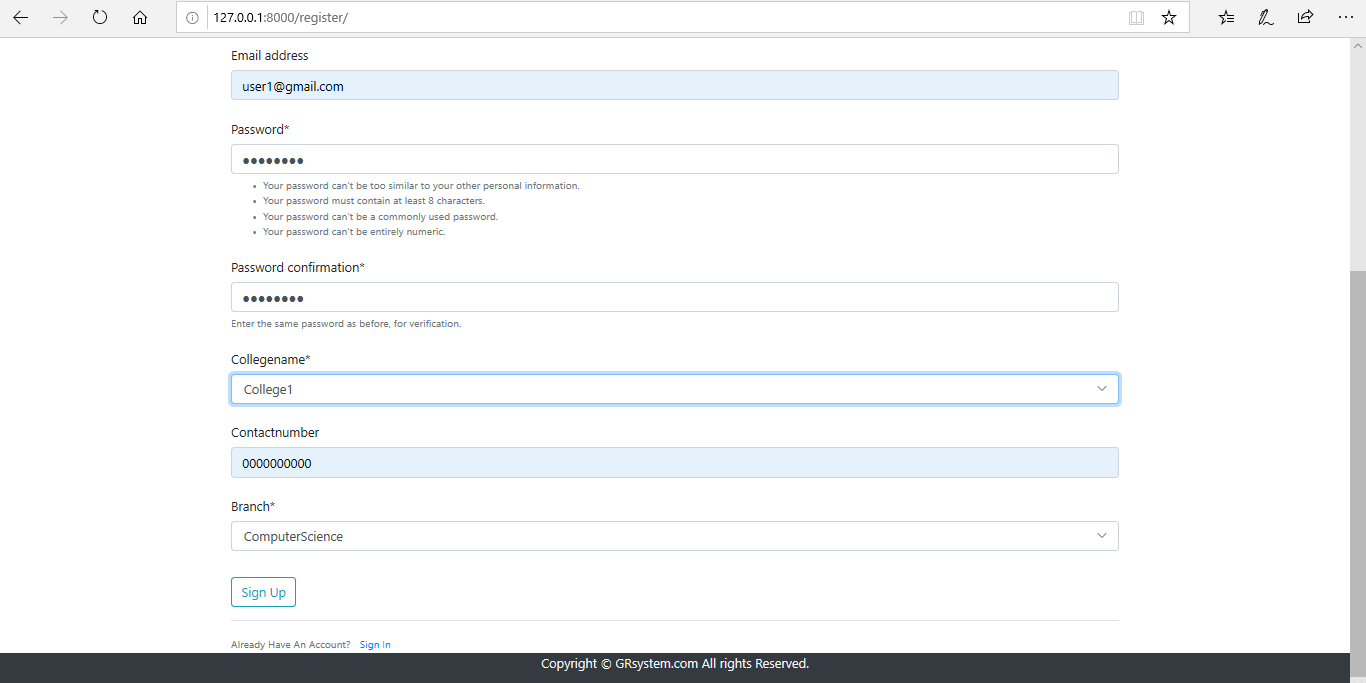 127.0.0.1:8000/register/
Email address
user1@gmail.com
Password*
●●●●●●●●
• Your password can't be too similar to your other personal information.
• Your password must contain at least 8 characters.
• Your password can't be a commonly used password.
• Your password can't be entirely numeric.
Password confirmation*
●●●●●●●●
Enter the same password as before, for verification.
Collegename*
College1
Contactnumber
0000000000
Branch*
ComputerScience
Sign Up
Already Have An Account? Sign In
Copyright © GRsystem.com All rights Reserved.